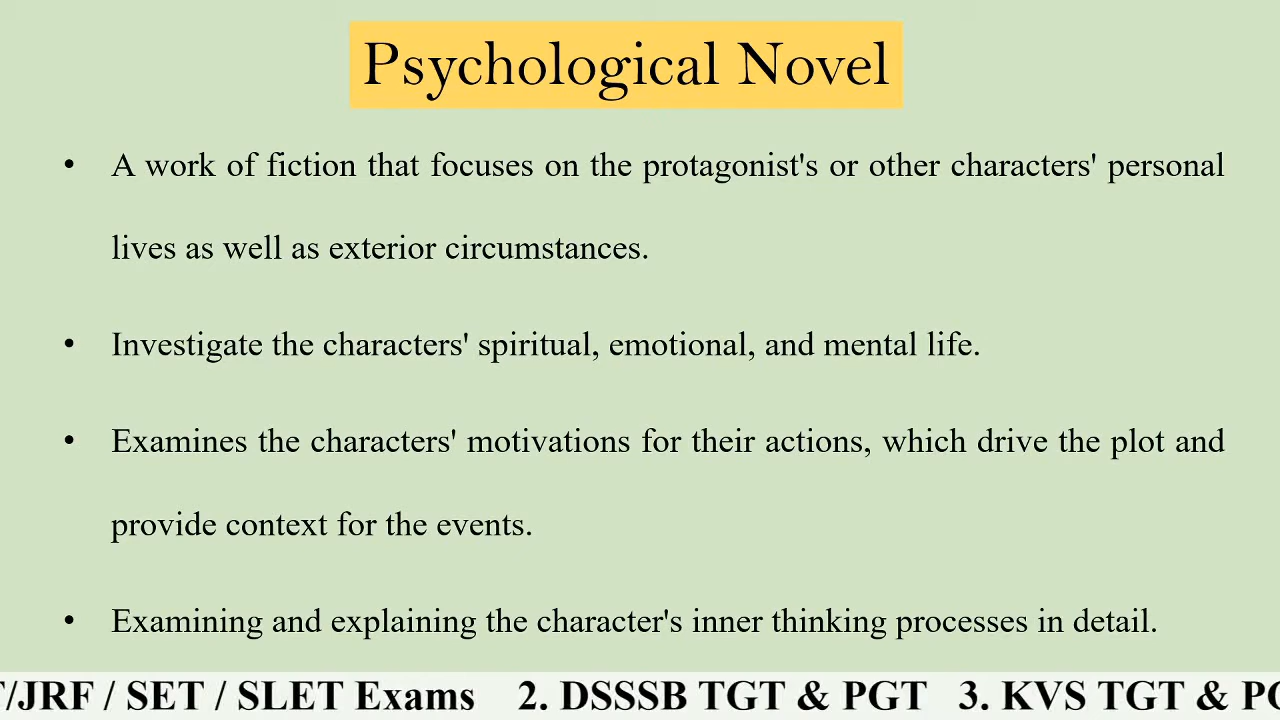 Psychological Novel
• A work of fiction that focuses on the protagonist's or other characters' personal
lives as well as exterior circumstances.
• Investigate the characters' spiritual, emotional, and mental life.
• Examines the characters' motivations for their actions, which drive the plot and
provide context for the events.
• Examining and explaining the character's inner thinking processes in detail.
/JRF / SET / SLET Exams 2. DSSSB TGT & PGT 3. KVS TGT &